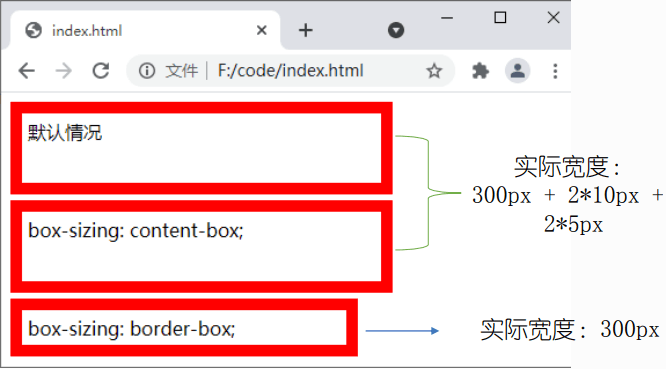 index.html
文件 F:/code/index.html
默认情况
box-sizing: content-box;
box-sizing: border-box;
实际宽度：
300px + 2*10px +
2*5px
实际宽度：300px